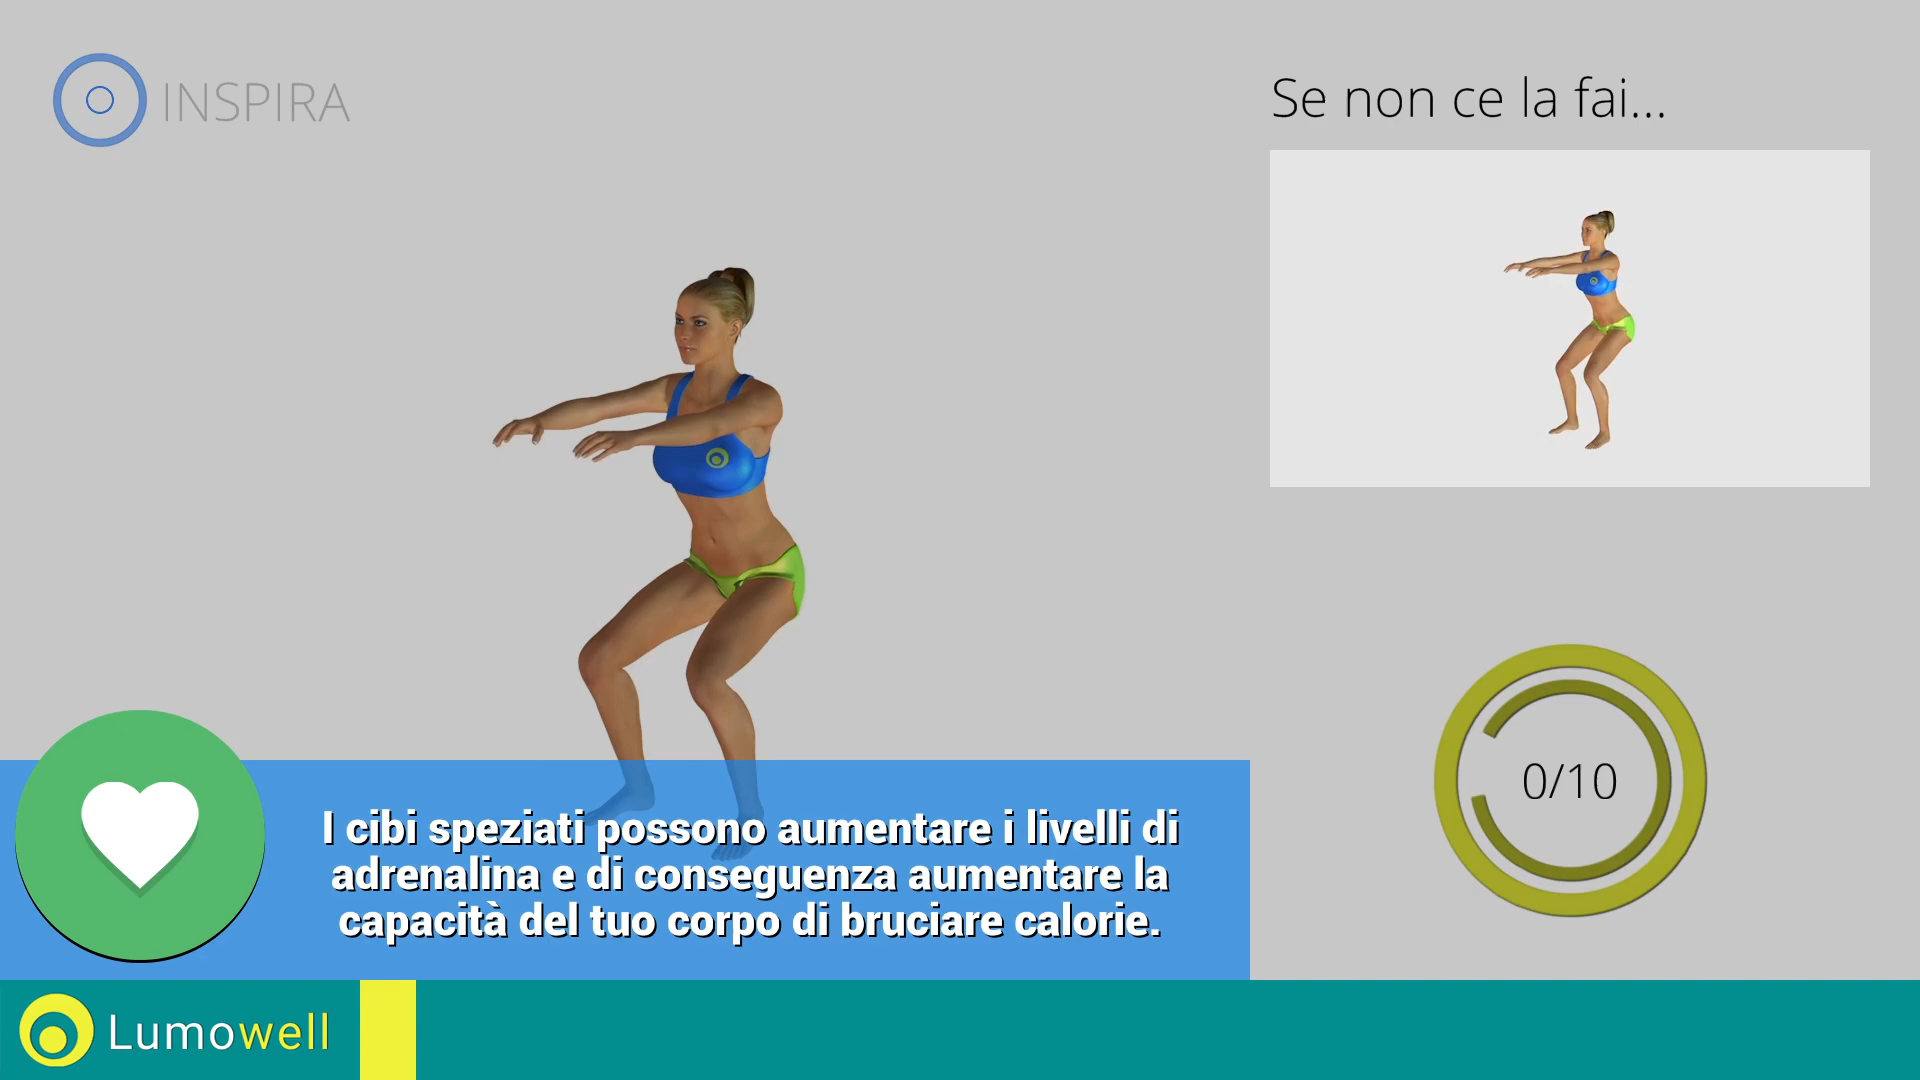 INSPIRA
Se non ce la fai...
0/10
I cibi speziati possono aumentare i livelli di
adrenalina e di conseguenza aumentare la
capacità del tuo corpo di bruciare calorie.
Lumowell